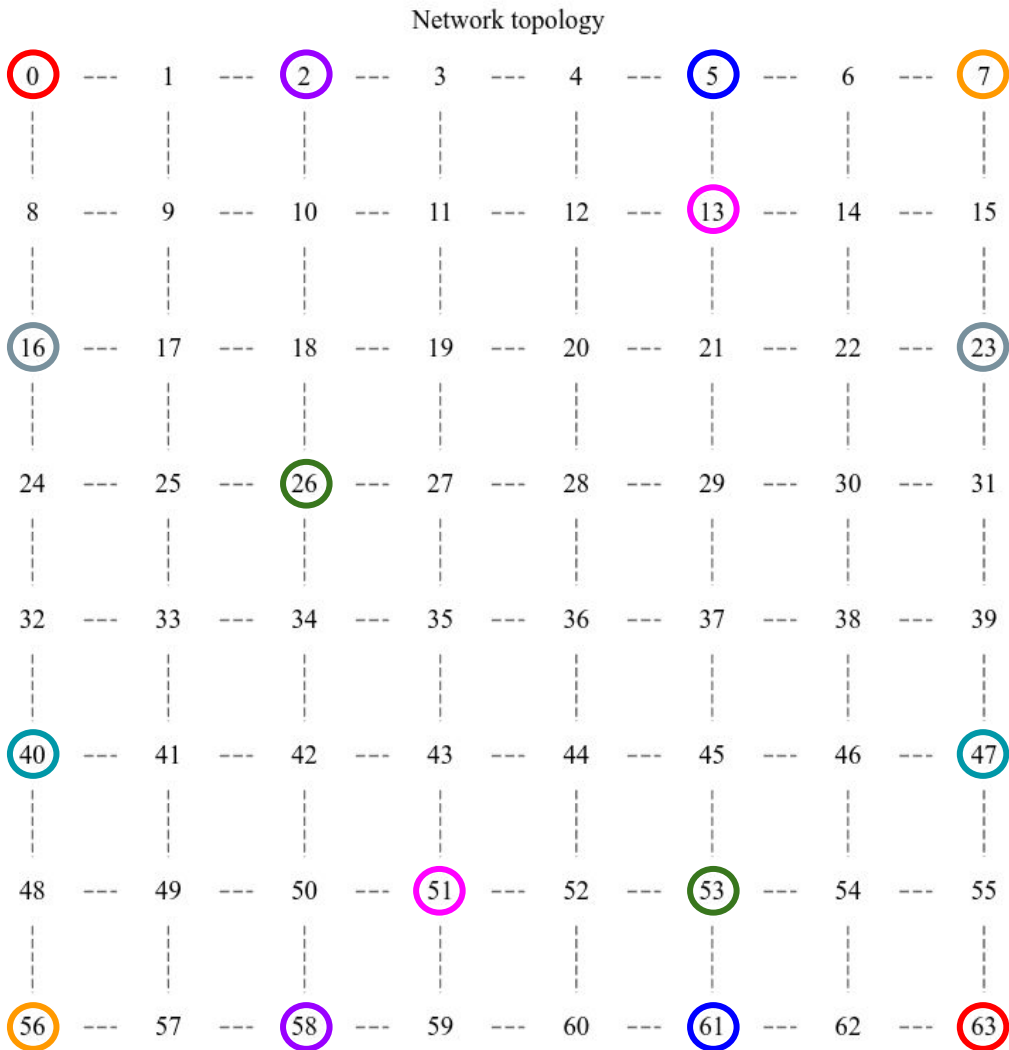 Network topology
0 --- 1 --- 2 --- 3 --- 4 --- 5 --- 6 --- 7
8 --- 9 --- 10 --- 11 --- 12 --- 13 --- 14 --- 15
16 --- 17 --- 18 --- 19 --- 20 --- 21 --- 22 --- 23
24 --- 25 --- 26 --- 27 --- 28 --- 29 --- 30 --- 31
32 --- 33 --- 34 --- 35 --- 36 --- 37 --- 38 --- 39
40 --- 41 --- 42 --- 43 --- 44 --- 45 --- 46 --- 47
48 --- 49 --- 50 --- 51 --- 52 --- 53 --- 54 --- 55
56 --- 57 --- 58 --- 59 --- 60 --- 61 --- 62 --- 63